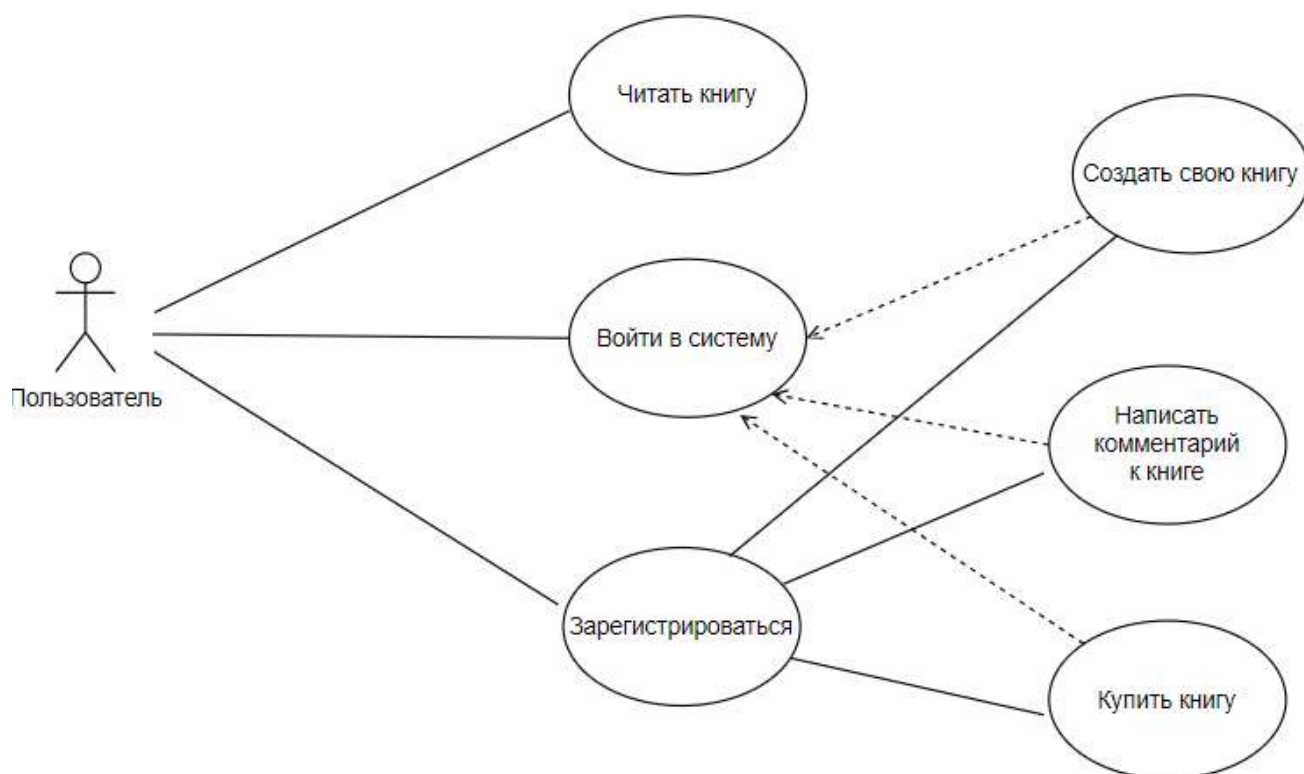 Читать книгу
Создать свою книгу
Войти в систему
Пользователь
Написать
комментарий
к книге
Зарегистрироваться
Купить книгу